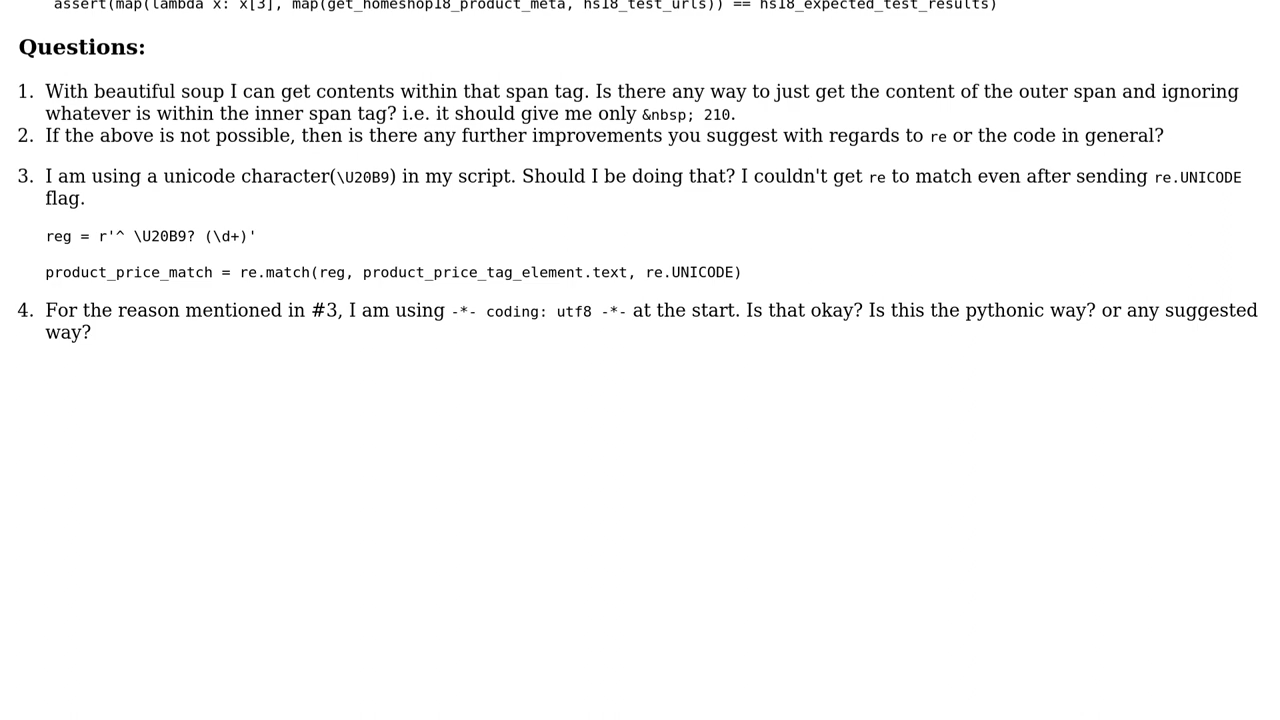 assert(map(lambda x: x[3], map(get_homeshop18_product_meta, hs18_test_urls)) == hs18_expected_test_results)
Questions:
1. With beautiful soup I can get contents within that span tag. Is there any way to just get the content of the outer span and ignoring
whatever is within the inner span tag? i.e. it should give me only &nbsp; 210.
2. If the above is not possible, then is there any further improvements you suggest with regards to re or the code in general?
3. I am using a unicode character(\U20B9) in my script. Should I be doing that? I couldn't get re to match even after sending re.UNICODE
flag.
reg = r'^ \U20B9? (\d+)'
product_price_match = re.match(reg, product_price_tag_element.text, re.UNICODE)
4. For the reason mentioned in #3, I am using -*- coding: utf8 -*- at the start. Is that okay? Is this the pythonic way? or any suggested
way?